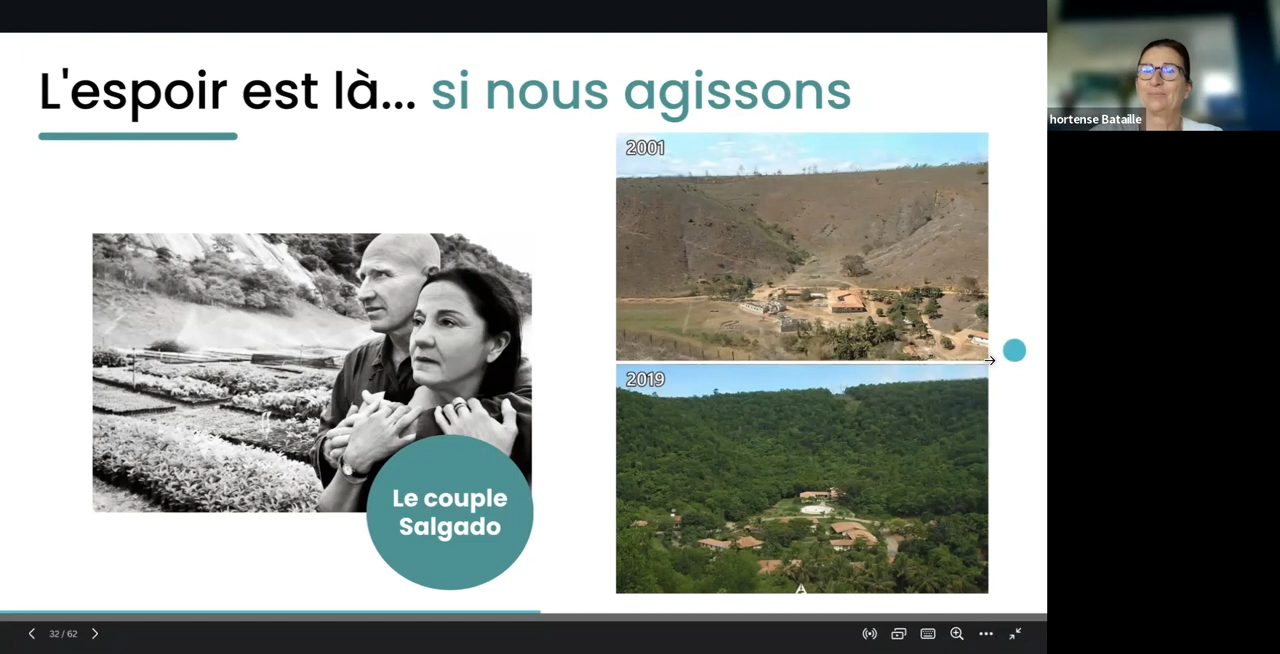 L'espoir est là... si nous agissons
hortense Bataille
2001
2019
Le couple
Salgado
32 / 62